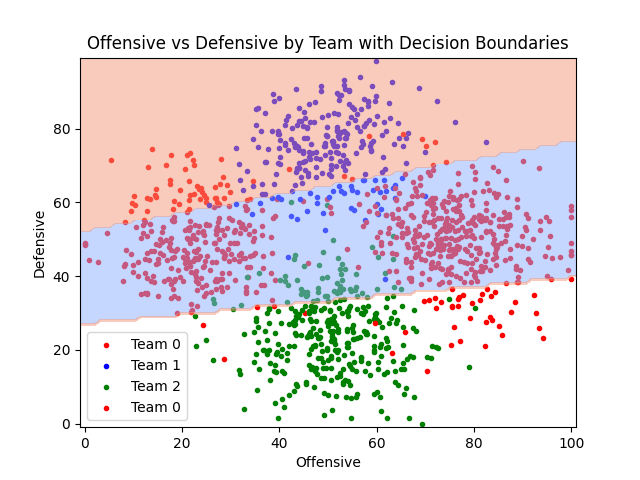 Offensive vs Defensive by Team with Decision Boundaries
Defensive
80
60
40
20
0
Team 0
Team 1
Team 2
Team 0
0 20 40 60 80 100
Offensive